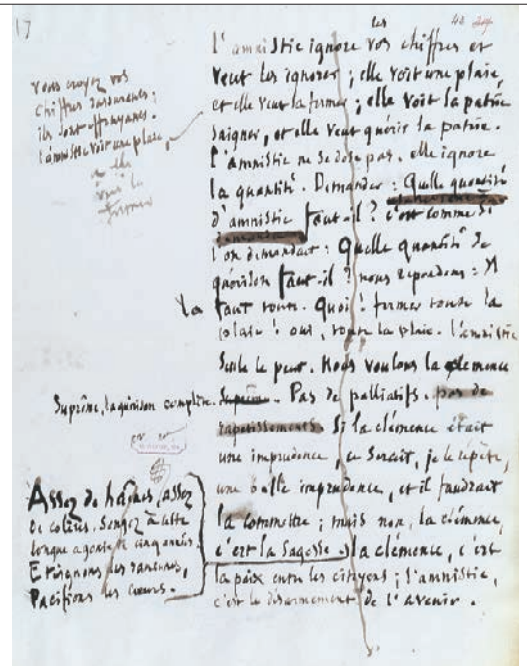 17
les
l'amnistie ignore vos chiffres et
veut les ignorer ; elle voit une plaie,
et elle veut la fermer ; elle voit la patrie
saigner, et elle veut guérir la patrie.
l'amnistie ne se dose pas. elle ignore
la quantité. Demander : Quelle quantité
d'amnistie faut-il ? c'est comme si
l'on demandait : Quelle quantité de
guérison faut-il ? nous répondons : Il
la faut toute. Quoi ! fermer toute la
plaie ! oui, toute la plaie. l'amnistie
seule le peut. Nous voulons la clémence
Suprême, la guérison complète. Suprême. Pas de palliatifs. pas de
rapetissements. Si la clémence était
une imprudence, ce serait, je le répète,
une belle imprudence, et il faudrait
la commettre ; mais non, la clémence,
c'est la Sagesse. la clémence, c'est
la paix entre les citoyens ; l'amnistie,
c'est le désarmement de l'avenir.
vous croyez vos
chiffres rassurants ;
ils sont effrayants.
l'amnistie voit une plaie,
et elle
veut la
fermer
Assez de haines, assez
de colères. Songez à cette
longue agonie de cinq années.
Eteignons les rancunes,
Pacifions les cœurs.